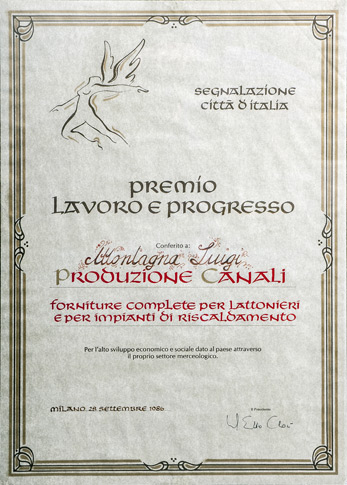 SEGNALAZIONE
CITTÀ D'ITALIA
PREMIO
LAVORO E PROGRESSO
Conferito a:
Montagna Luigi
PRODUZIONE CANALI
FORNITURE COMPLETE PER LATTONIERI
E PER IMPIANTI DI RISCALDAMENTO
Per l'alto sviluppo economico e sociale dato al paese attraverso
il proprio settore merceologico.
MILANO, 28 SETTEMBRE 1986
Il Presidente